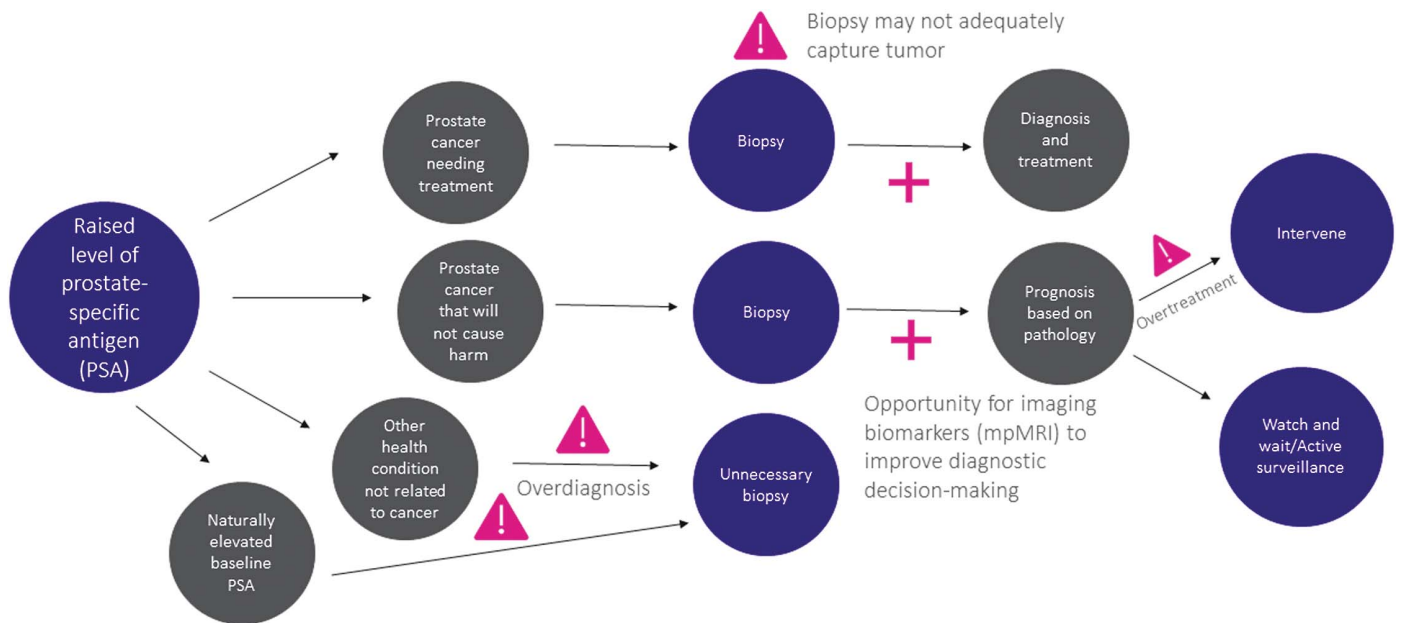 Biopsy may not adequately
capture tumor
Raised
level of
prostate-
specific
antigen
(PSA)
Prostate
cancer
needing
treatment
Biopsy
Diagnosis
and
treatment
Prostate
cancer
that will
not cause
harm
Biopsy
Prognosis
based on
pathology
Overtreatment
Intervene
Watch and
wait/Active
surveillance
Opportunity for imaging
biomarkers (mpMRI) to
improve diagnostic
decision-making
Other
health
condition
not related
to cancer
Overdiagnosis
Unnecessary
biopsy
Naturally
elevated
baseline
PSA